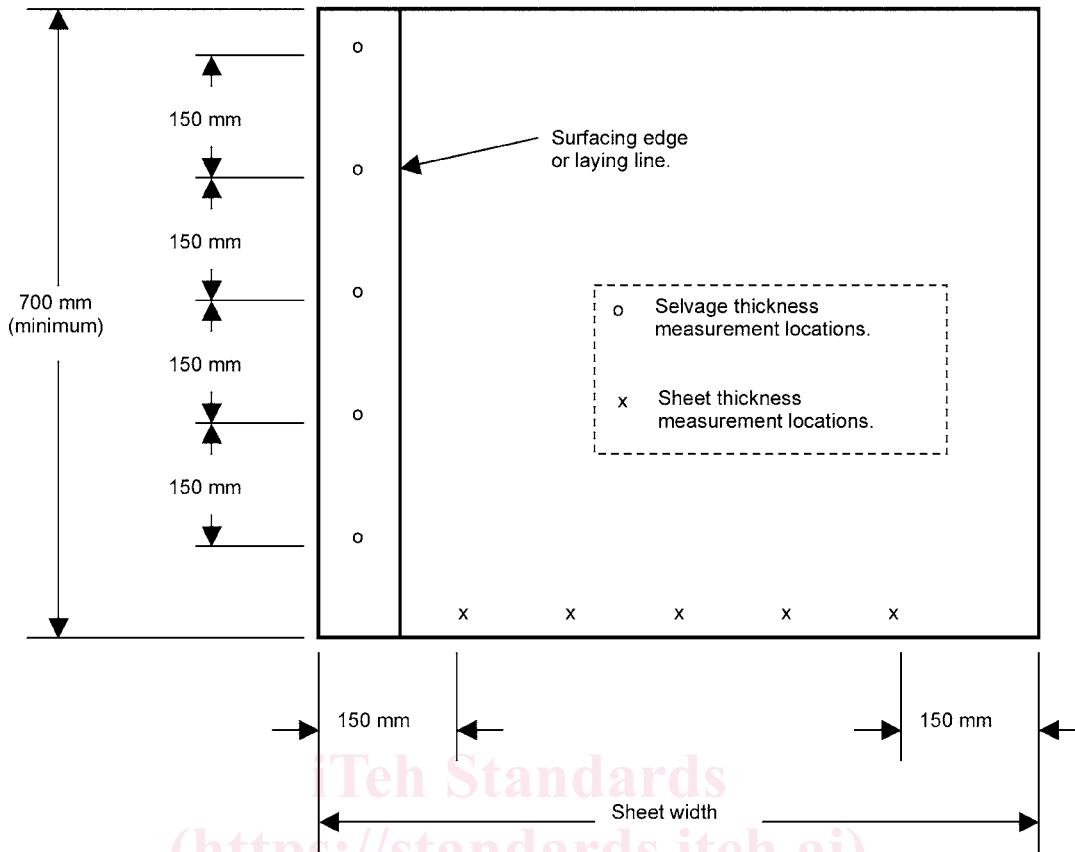 o
150 mm
Surfacing edge
or laying line.
o
150 mm
o
700 mm
(minimum)
o Selvage thickness
measurement locations.
150 mm
x Sheet thickness
measurement locations.
o
150 mm
o
x x x x x
150 mm 150 mm
iTeh Standards
Sheet width
(https://standards.iteh.ai)